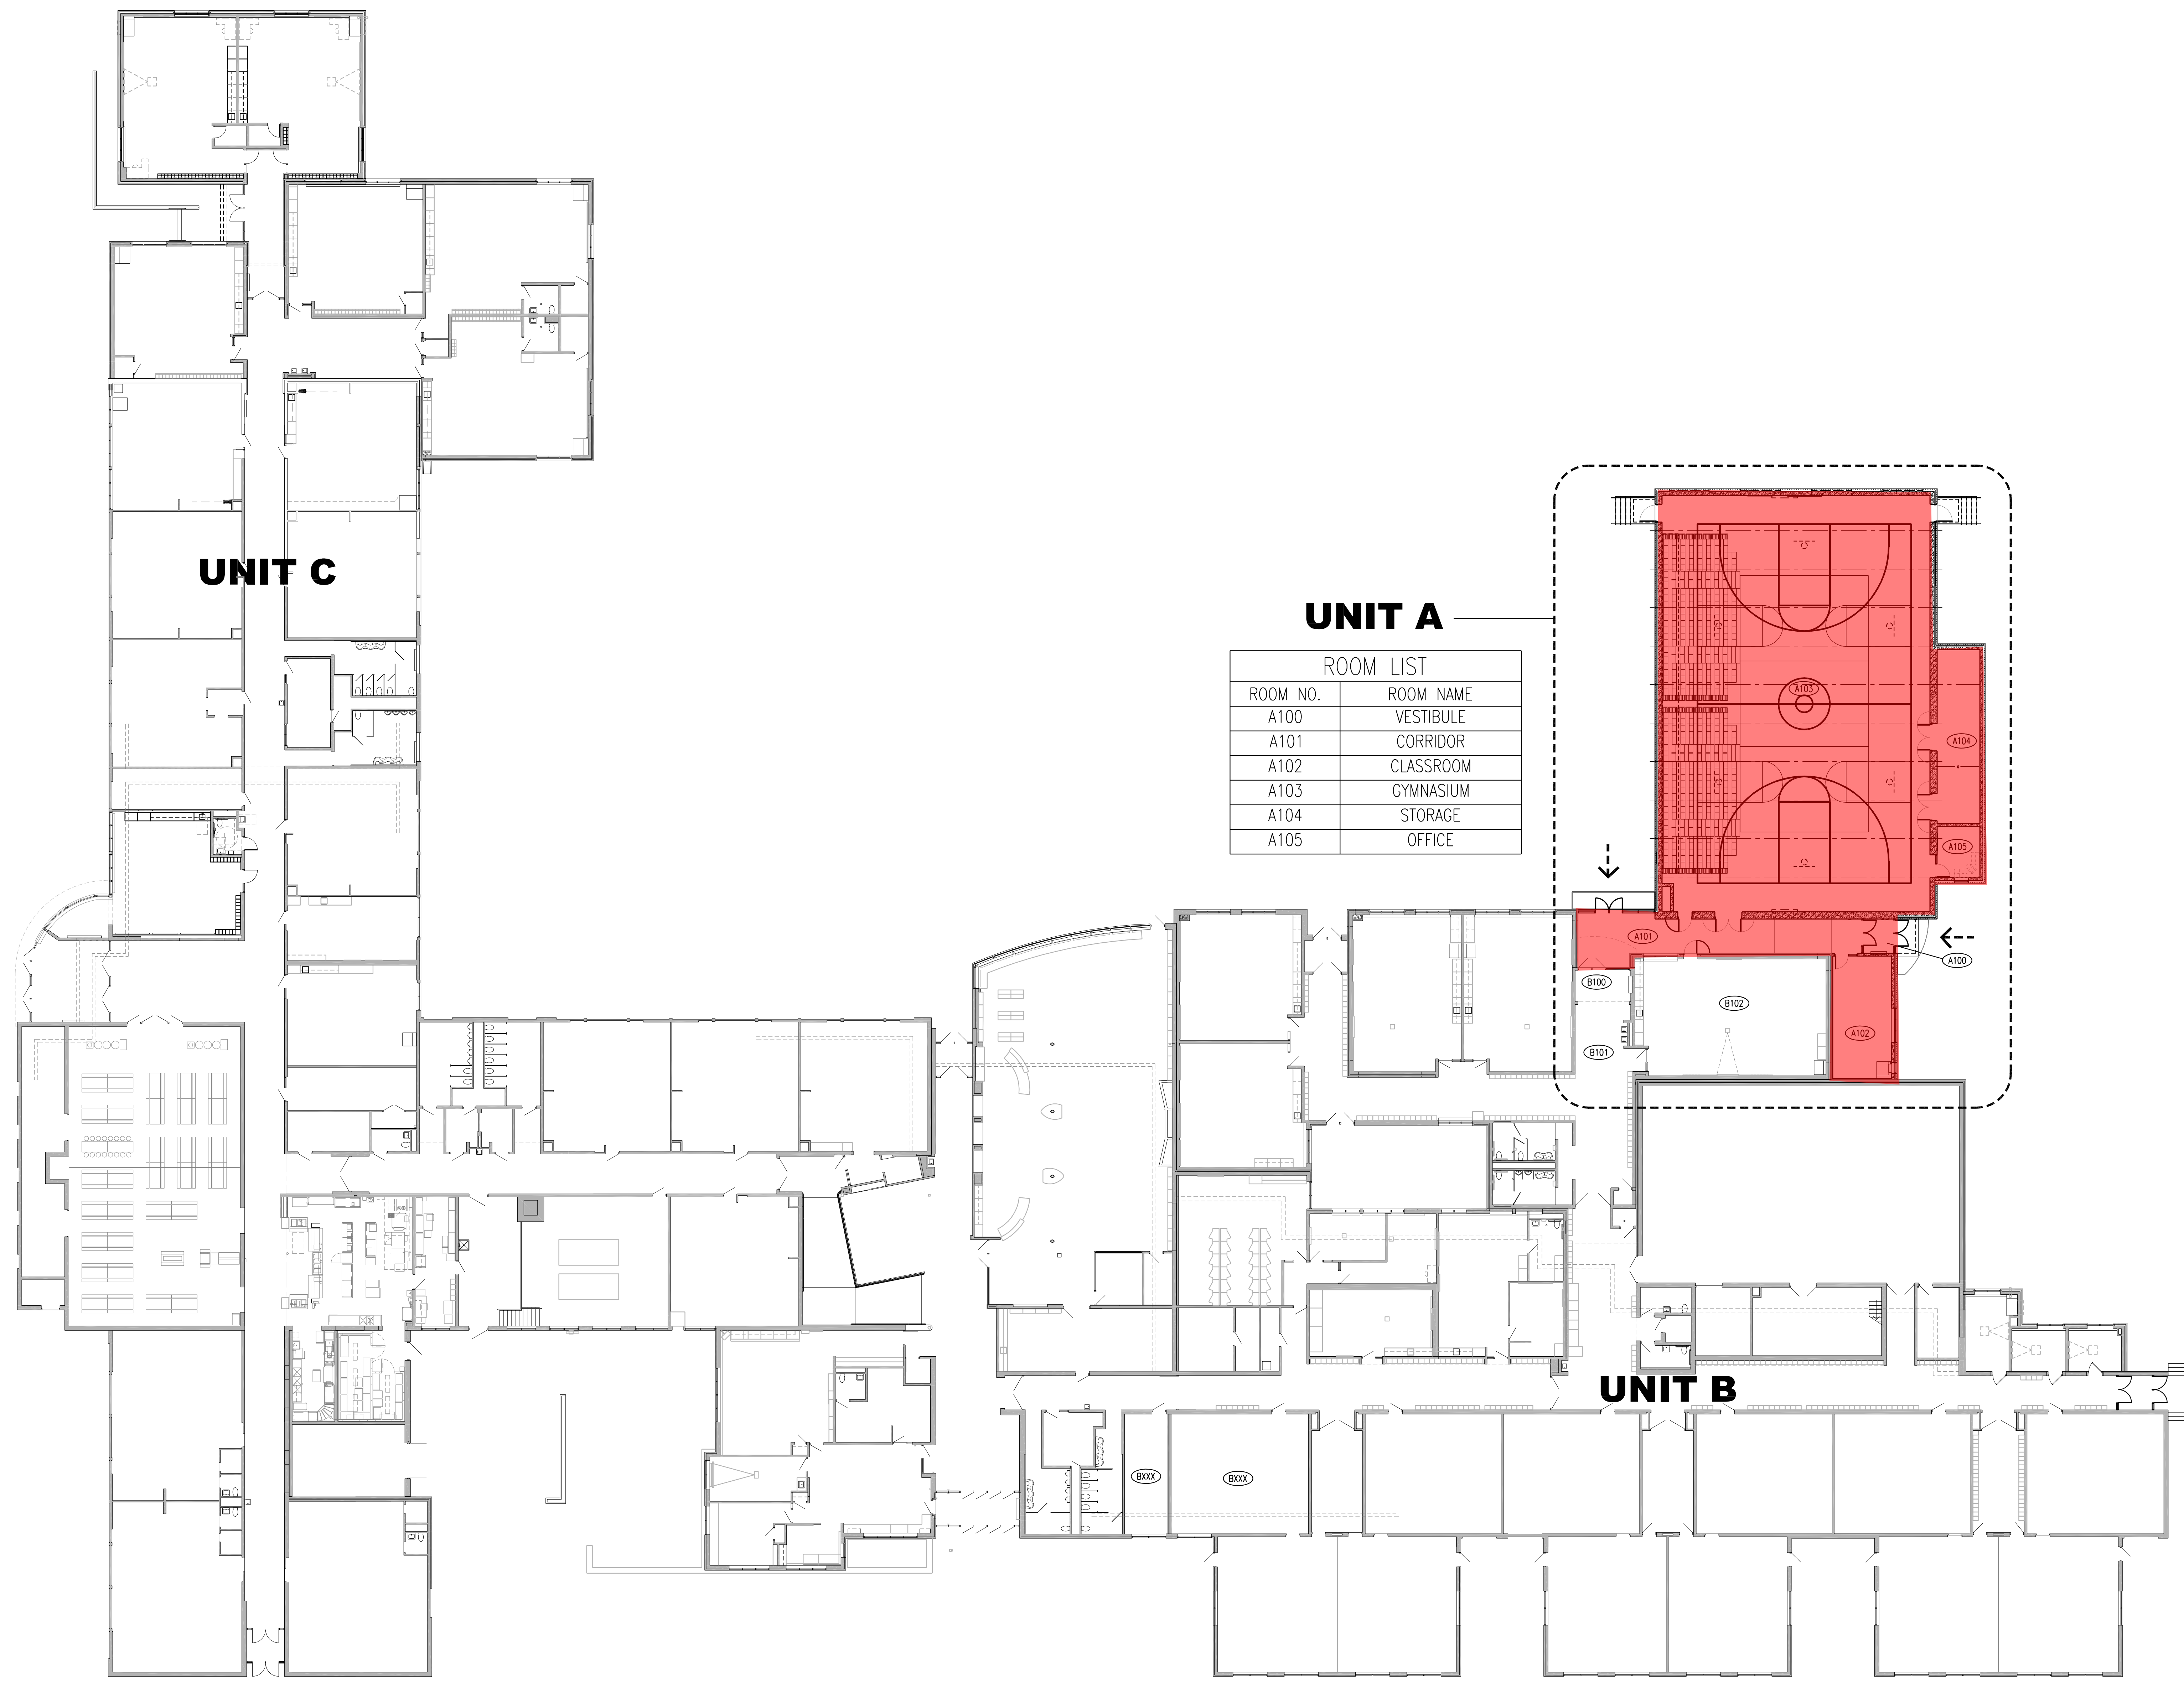 UNIT C
UNIT A
ROOM LIST
ROOM NO. ROOM NAME
A100 VESTIBULE
A101 CORRIDOR
A102 CLASSROOM
A103 GYMNASIUM
A104 STORAGE
A105 OFFICE
A103
A104
A105
A101
A100
B100
B102
A102
B101
UNIT B
BXXX
BXXX